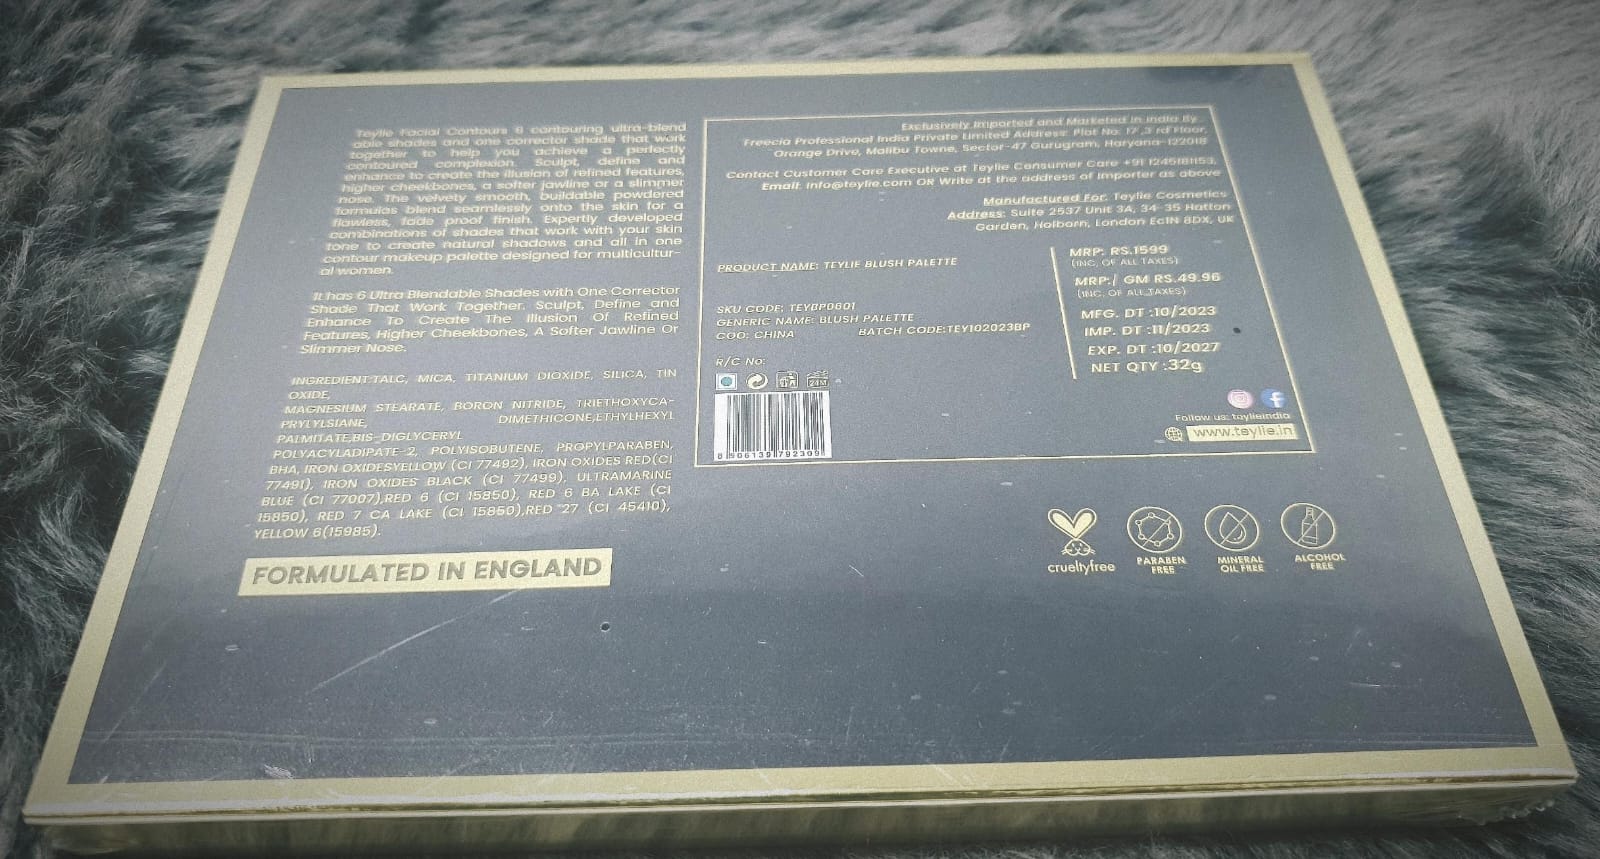 Teylie Facial Contours 6 contouring ultra-blend
able shades and one corrector shade that work
together to help you achieve a perfectly
contoured complexion. Sculpt, define and
enhance to create the illusion of refined features,
higher cheekbones, a softer jawline or a slimmer
nose. The velvety smooth, buildable powdered
formulas blend seamlessly onto the skin for a
flawless, fade proof finish. Expertly developed
combinations of shades that work with your skin
tone to create natural shadows and all in one
contour makeup palette designed for multicultur-
al women.
It has 6 Ultra Blendable Shades with One Corrector
Shade That Work Together. Sculpt, Define and
Enhance To Create The Illusion Of Refined
Features, Higher Cheekbones, A Softer Jawline Or
Slimmer Nose.
INGREDIENT:TALC, MICA, TITANIUM DIOXIDE, SILICA, TIN
OXIDE,
MAGNESIUM STEARATE, BORON NITRIDE, TRIETHOXYCA-
PRYLYLSIANE, DIMETHICONE,ETHYLHEXYL
PALMITATE,BIS-DIGLYCERYL
POLYACYLADIPATE-2, POLYISOBUTENE, PROPYLPARABEN,
BHA, IRON OXIDESYELLOW (CI 77492), IRON OXIDES RED(CI
77491), IRON OXIDES BLACK (CI 77499), ULTRAMARINE
BLUE (CI 77007),RED 6 (CI 15850), RED 6 BA LAKE (CI
15850), RED 7 CA LAKE (CI 15850),RED 27 (CI 45410),
YELLOW 6(15985).
FORMULATED IN ENGLAND
Exclusively Imported and Marketed in India By
Freecia Professional India Private Limited Address: Plot No: 17 ,3 rd Floor,
Orange Drive, Malibu Towne, Sector-47 Gurugram, Haryana-122018
Contact Customer Care Executive at Teylie Consumer Care +91 1245181153,
Email: Info@teylie.com OR Write at the address of Importer as above
Manufactured For: Teylie Cosmetics
Address: Suite 2537 Unit 3A, 34-35 Hatton
Garden, Holborn, London Ec1N 8DX, UK
PRODUCT NAME: TEYLIE BLUSH PALETTE
SKU CODE: TEYBP0601
GENERIC NAME: BLUSH PALETTE
COO: CHINA BATCH CODE:TEY102023BP
R/C No:
24M
8 906139 792309
MRP: RS.1599
(INC. OF ALL TAXES)
MRP:/ GM RS.49.96
(INC. OF ALL TAXES)
MFG. DT :10/2023
IMP. DT :11/2023
EXP. DT :10/2027
NET QTY :32g
Follow us: teylieindia
www.teylie.in
crueltyfree
PARABEN
FREE
MINERAL
OIL FREE
ALCOHOL
FREE